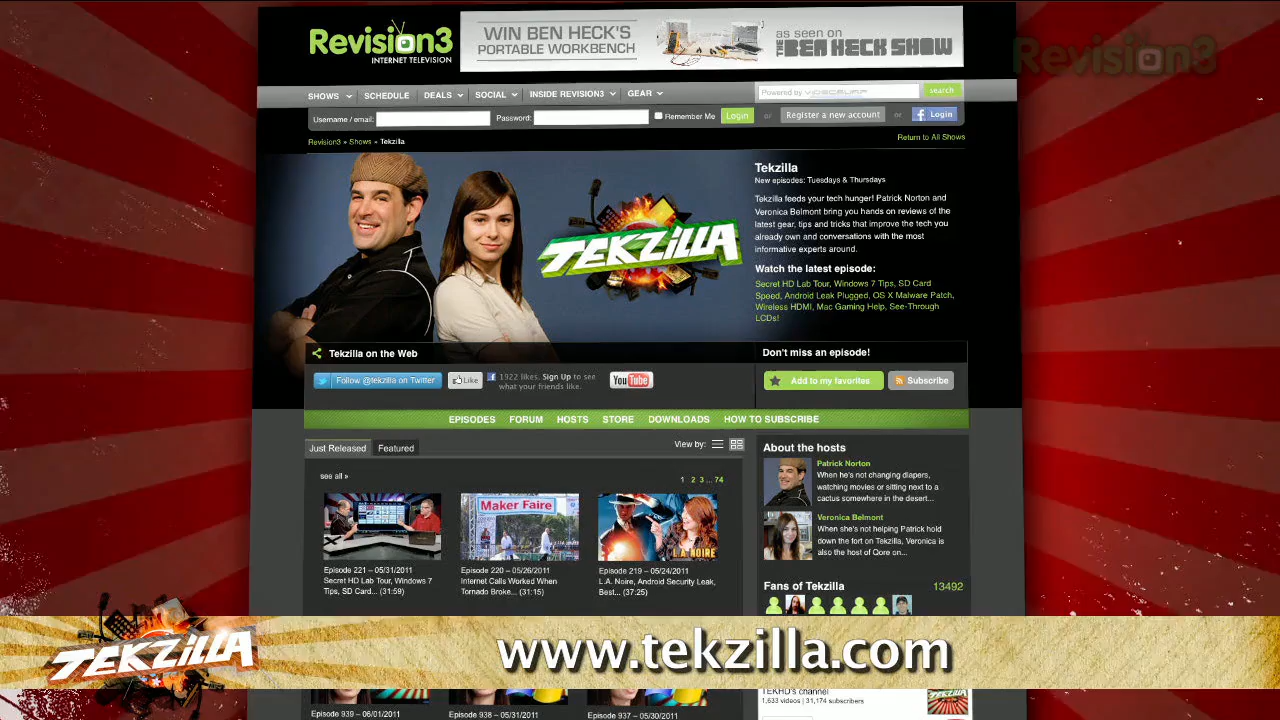 Revision3
INTERNET TELEVISION
WIN BEN HECK'S
PORTABLE WORKBENCH
as seen on
THE BEN HECK SHOW
Revision3
SHOWS
SCHEDULE
DEALS
SOCIAL
INSIDE REVISION3
GEAR
Powered by
search
Username / email:
Password:
Remember Me
Login
or
Register a new account
or
f Login
Revision3 » Shows » Tekzilla
Return to All Shows
TEKZILLA
Tekzilla
New episodes: Tuesdays & Thursdays
Tekzilla feeds your tech hunger! Patrick Norton and
Veronica Belmont bring you hands on reviews of the
latest gear, tips and tricks that improve the tech you
already own and conversations with the most
informative experts around.
Watch the latest episode:
Secret HD Lab Tour, Windows 7 Tips, SD Card
Speed, Android Leak Plugged, OS X Malware Patch,
Wireless HDMI, Mac Gaming Help, See-Through
LCDs!
Tekzilla on the Web
Don't miss an episode!
Follow @tekzilla on Twitter
Like
f 1922 likes. Sign Up to see
what your friends like.
YouTube
Add to my favorites
Subscribe
EPISODES
FORUM
HOSTS
STORE
DOWNLOADS
HOW TO SUBSCRIBE
Just Released
Featured
View by:
see all »
1 2 3 ... 74
Maker Faire
L.A. NOIRE
Episode 221 – 05/31/2011
Secret HD Lab Tour, Windows 7
Tips, SD Card... (31:59)
Episode 220 – 05/26/2011
Internet Calls Worked When
Tornado Broke... (31:15)
Episode 219 – 05/24/2011
L.A. Noire, Android Security Leak,
Best... (37:25)
About the hosts
Patrick Norton
When he's not changing diapers,
watching movies or sitting next to a
cactus somewhere in the desert...
Veronica Belmont
When she's not helping Patrick hold
down the fort on Tekzilla, Veronica is
also the host of Qore on...
Fans of Tekzilla
13492
TEKZILLA
www.tekzilla.com
TEKHD's channel
1,633 videos | 31,174 subscribers
Episode 939 – 06/01/2011
Episode 938 – 05/31/2011
Episode 937 – 05/30/2011